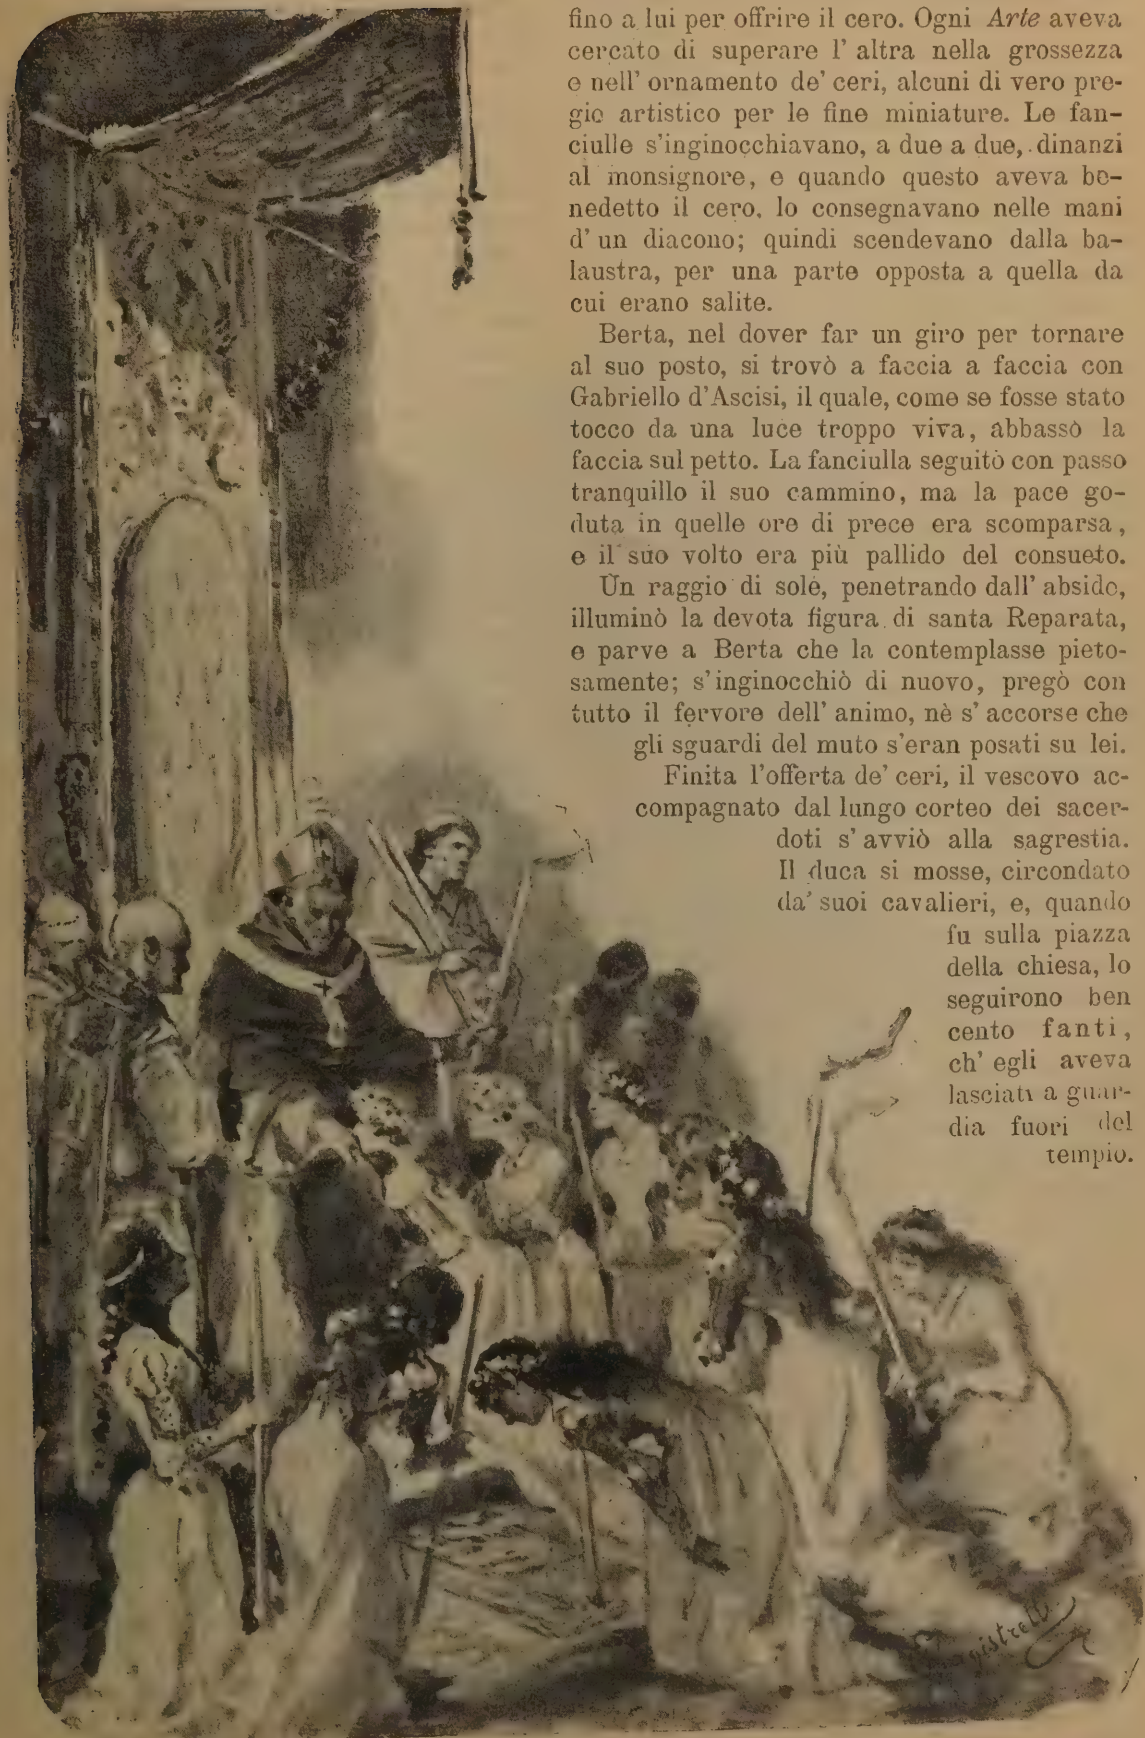 fino a lui per offrire il cero. Ogni Arte aveva
cercato di superare l' altra nella grossezza
e nell' ornamento de' ceri, alcuni di vero pre-
gio artistico per le fine miniature. Le fan-
ciulle s'inginocchiavano, a due a due, dinanzi
al monsignore, e quando questo aveva be-
nedetto il cero, lo consegnavano nelle mani
d' un diacono; quindi scendevano dalla ba-
laustra, per una parte opposta a quella da
cui erano salite.
Berta, nel dover far un giro per tornare
al suo posto, si trovò a faccia a faccia con
Gabriello d'Ascisi, il quale, come se fosse stato
tocco da una luce troppo viva, abbassò la
faccia sul petto. La fanciulla seguitò con passo
tranquillo il suo cammino, ma la pace go-
duta in quelle ore di prece era scomparsa,
e il suo volto era più pallido del consueto.
Un raggio di sole, penetrando dall' abside,
illuminò la devota figura di santa Reparata,
e parve a Berta che la contemplasse pieto-
samente; s'inginocchiò di nuovo, pregò con
tutto il fervore dell' animo, nè s' accorse che
gli sguardi del muto s'eran posati su lei.
Finita l'offerta de' ceri, il vescovo ac-
compagnato dal lungo corteo dei sacer-
doti s' avviò alla sagrestia.
Il duca si mosse, circondato
da' suoi cavalieri, e, quando
fu sulla piazza
della chiesa, lo
seguirono ben
cento fanti,
ch' egli aveva
lasciati a guar-
dia fuori del
tempio.